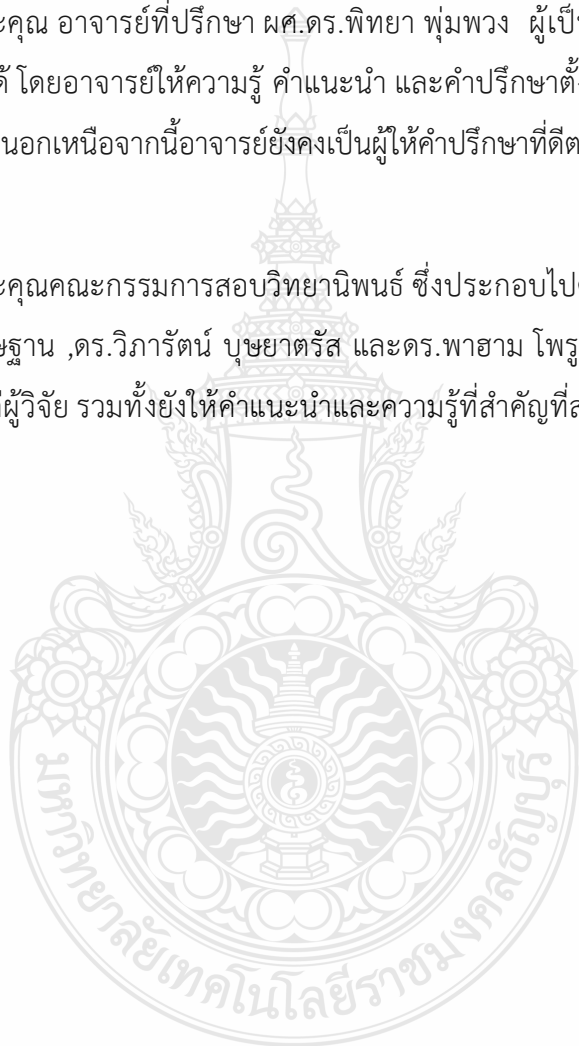 ะคุณ อาจารย์ที่ปรึกษา ผศ.ดร.พิทยา พุ่มพวง ผู้เป็น
ด้ โดยอาจารย์ให้ความรู้ คำแนะนำ และคำปรึกษาตั้
นอกเหนือจากนี้อาจารย์ยังคงเป็นผู้ให้คำปรึกษาที่ดีต
ะคุณคณะกรรมการสอบวิทยานิพนธ์ ซึ่งประกอบไป
ษฐาน ,ดร.วิภารัตน์ บุษยาตรัส และดร.พาฮาม โพรู
ผู้วิจัย รวมทั้งยังให้คำแนะนำและความรู้ที่สำคัญที่ส
มหาวิทยาลัยเทคโนโลยีราชมงคลธัญบุรี